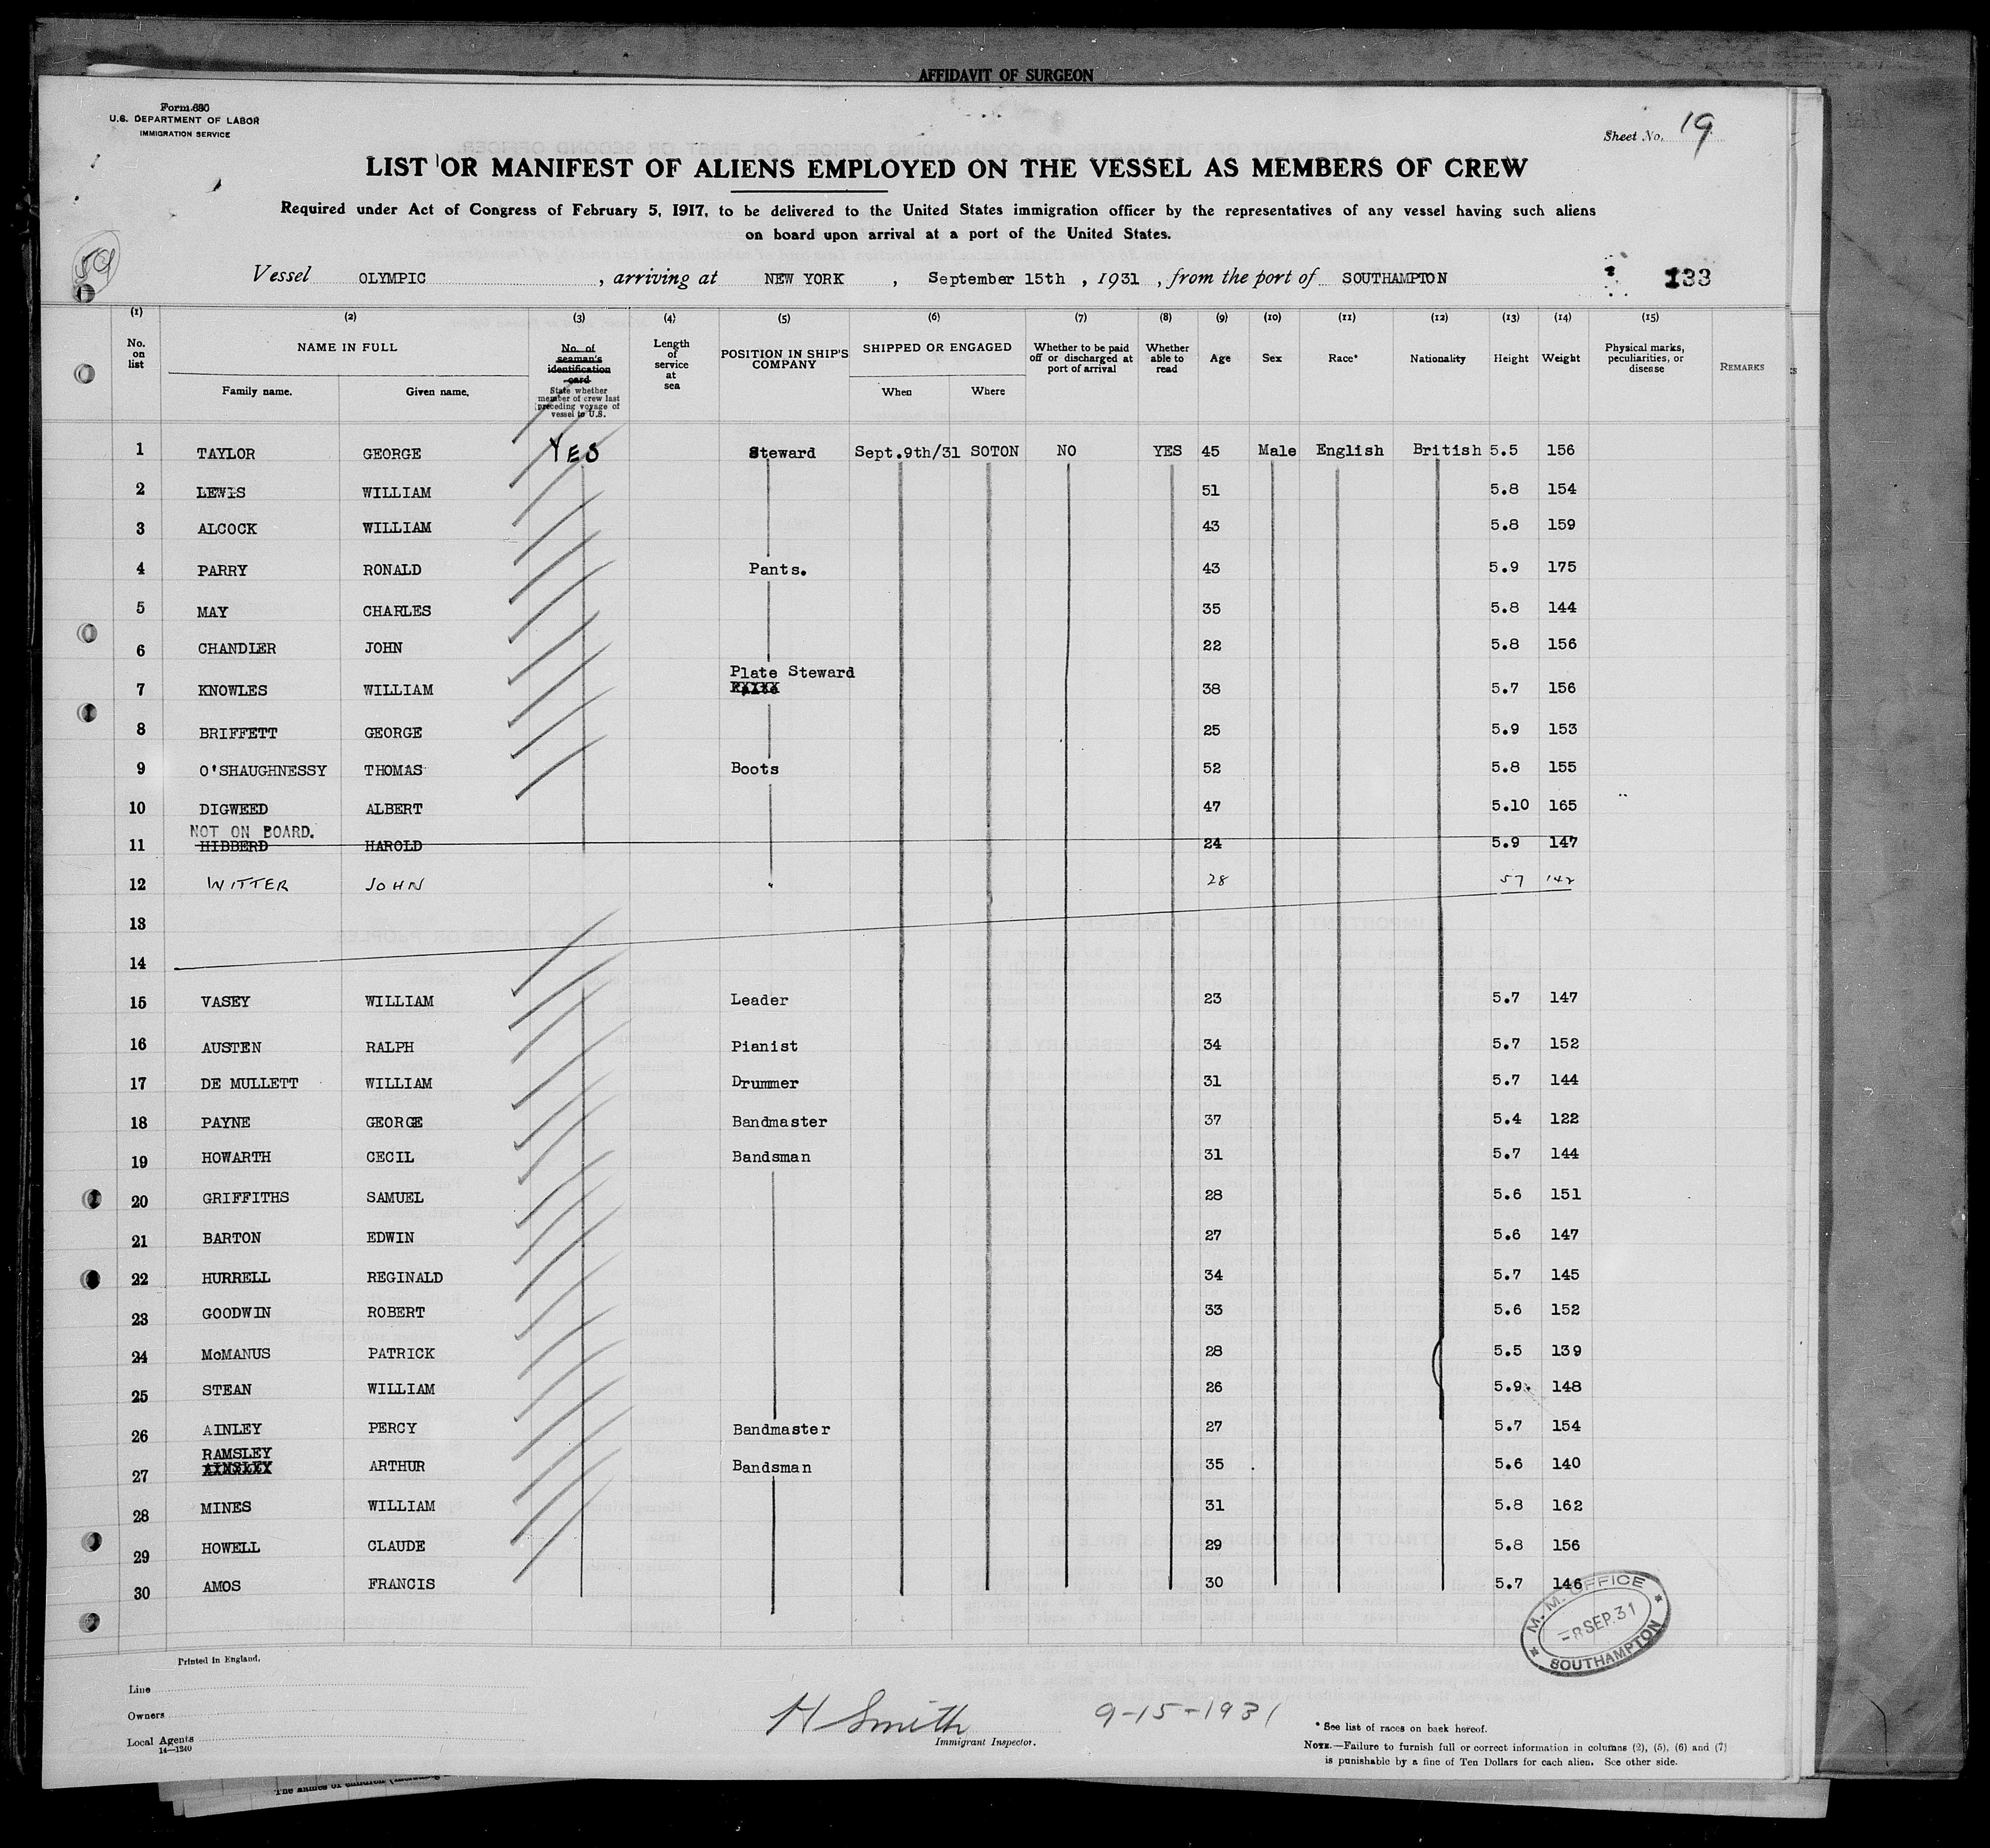 AFFIDAVIT OF SURGEON
Form 680
U.S. DEPARTMENT OF LABOR
IMMIGRATION SERVICE
Sheet No. 19
LIST OR MANIFEST OF ALIENS EMPLOYED ON THE VESSEL AS MEMBERS OF CREW
Required under Act of Congress of February 5, 1917, to be delivered to the United States immigration officer by the representatives of any vessel having such aliens
on board upon arrival at a port of the United States.
59
Vessel OLYMPIC, arriving at NEW YORK, September 15th, 1931, from the port of SOUTHAMPTON 133
(1) (2) (3) (4) (5) (6) (7) (8) (9) (10) (11) (12) (13) (14) (15)
No. on list NAME IN FULL Family name. Given name. No. of seaman's identification card State whether member of crew last preceding voyage of vessel to U.S. Length of service at sea POSITION IN SHIP'S COMPANY SHIPPED OR ENGAGED When Where Whether to be paid off or discharged at port of arrival Whether able to read Age Sex Race* Nationality Height Weight Physical marks, peculiarities, or disease REMARKS
1 TAYLOR GEORGE YES Steward Sept.9th/31 SOTON NO YES 45 Male English British 5.5 156
2 LEWIS WILLIAM 51 5.8 154
3 ALCOCK WILLIAM 43 5.8 159
4 PARRY RONALD Pants. 43 5.9 175
5 MAY CHARLES 35 5.8 144
6 CHANDLER JOHN 22 5.8 156
Plate Steward
7 KNOWLES WILLIAM 38 5.7 156
8 BRIFFETT GEORGE 25 5.9 153
9 O'SHAUGHNESSY THOMAS Boots 52 5.8 155
10 DIGWEED ALBERT 47 5.10 165
NOT ON BOARD.
11 HIBBERD HAROLD 24 5.9 147
12 WITTER JOHN 28 57 142
13
14
15 VASEY WILLIAM Leader 23 5.7 147
16 AUSTEN RALPH Pianist 34 5.7 152
17 DE MULLETT WILLIAM Drummer 31 5.7 144
18 PAYNE GEORGE Bandmaster 37 5.4 122
19 HOWARTH CECIL Bandsman 31 5.7 144
20 GRIFFITHS SAMUEL 28 5.6 151
21 BARTON EDWIN 27 5.6 147
22 HURRELL REGINALD 34 5.7 145
23 GOODWIN ROBERT 33 5.6 152
24 McMANUS PATRICK 28 5.5 139
25 STEAN WILLIAM 26 5.9. 148
26 AINLEY PERCY Bandmaster 27 5.7 154
RAMSLEY
27 AINSLEY ARTHUR Bandsman 35 5.6 140
28 MINES WILLIAM 31 5.8 162
29 HOWELL CLAUDE 29 5.8 156
30 AMOS FRANCIS 30 5.7 146
M. M. OFFICE
-8 SEP.31
SOUTHAMPTON
Printed in England.
Line
Owners
Local Agents
14—1240
H Smith 9-15-1931
Immigrant Inspector.
* See list of races on back hereof.
NOTE.—Failure to furnish full or correct information in columns (2), (5), (6) and (7)
is punishable by a fine of Ten Dollars for each alien. See other side.